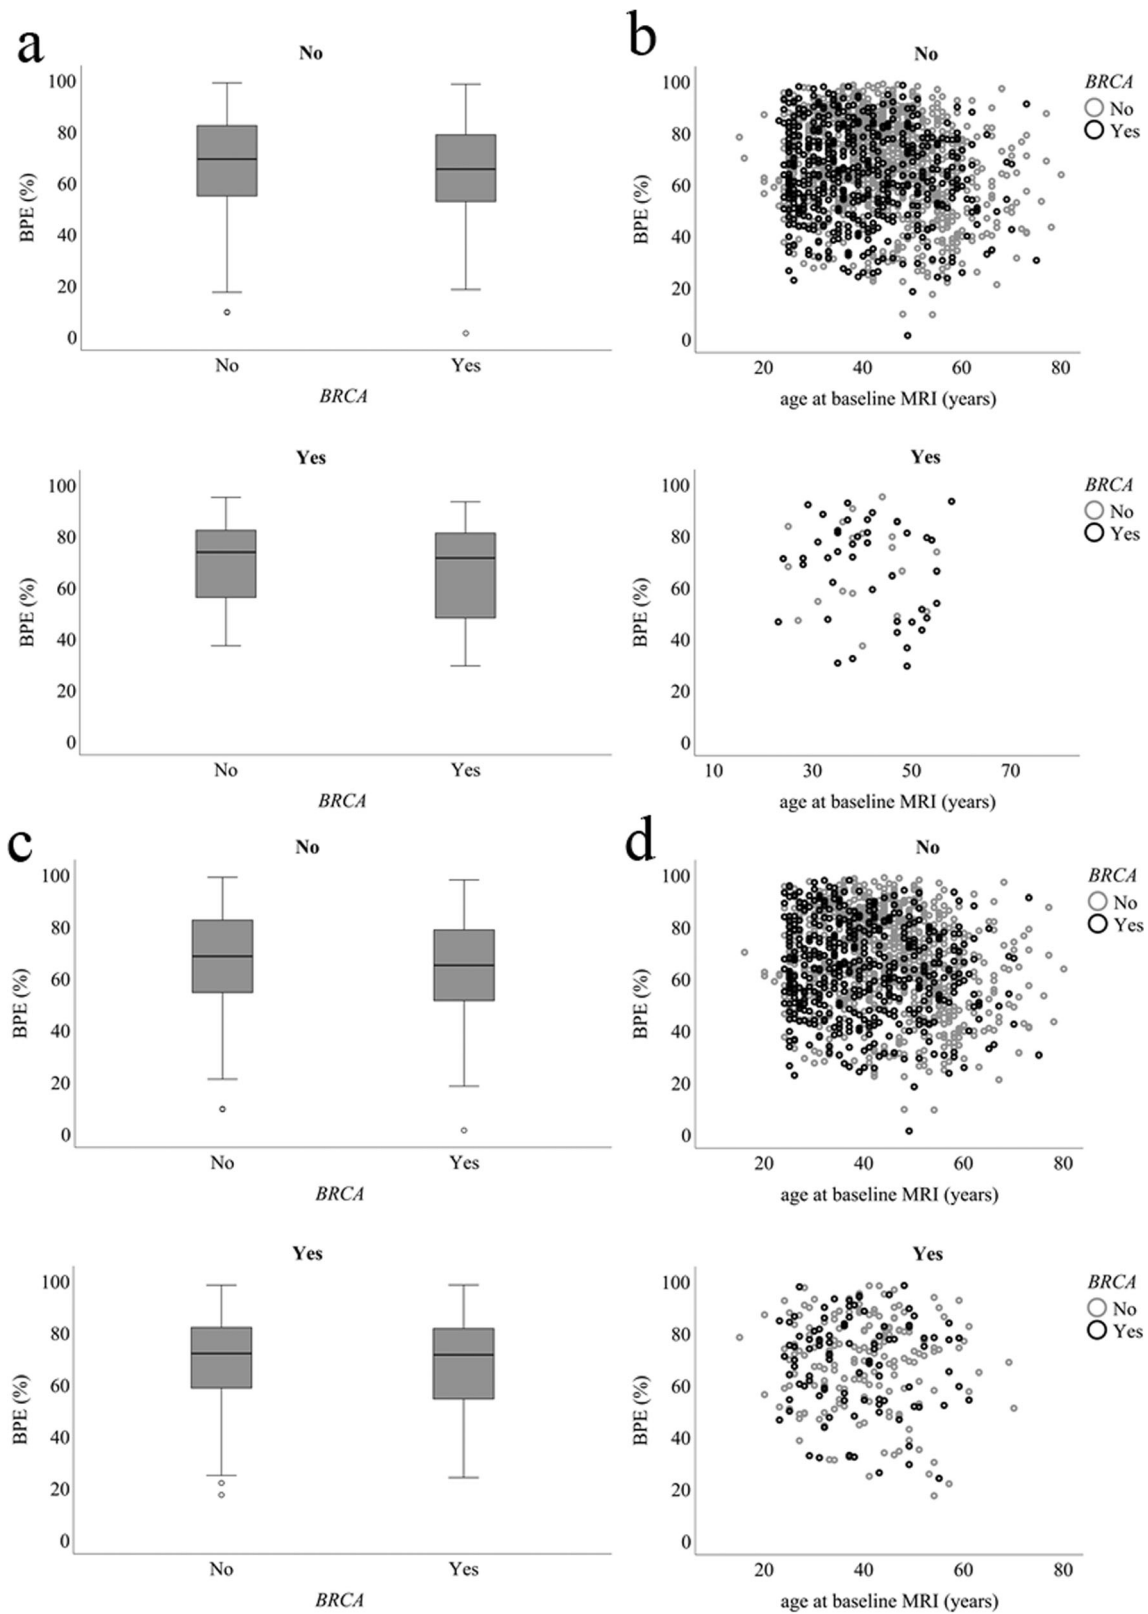 a
No
BPE (%)
100
80
60
40
20
0
No Yes
BRCA
b
No
BPE (%)
100
80
60
40
20
0
20 40 60 80
age at baseline MRI (years)
BRCA
No
Yes
Yes
BPE (%)
100
80
60
40
20
0
No Yes
BRCA
Yes
BPE (%)
100
80
60
40
20
0
10 30 50 70
age at baseline MRI (years)
BRCA
No
Yes
c
No
BPE (%)
100
80
60
40
20
0
No Yes
BRCA
d
No
BPE (%)
100
80
60
40
20
0
20 40 60 80
age at baseline MRI (years)
BRCA
No
Yes
Yes
BPE (%)
100
80
60
40
20
0
No Yes
BRCA
Yes
BPE (%)
100
80
60
40
20
0
20 40 60 80
age at baseline MRI (years)
BRCA
No
Yes